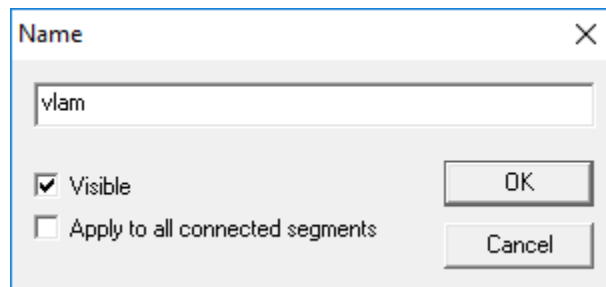 Name
vlam
Visible
OK
Apply to all connected segments
Cancel